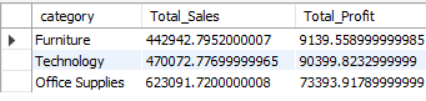 category Total_Sales Total_Profit
Furniture 442942.7952000007 9139.558999999985
Technology 470072.77699999965 90399.8232999999
Office Supplies 623091.7200000008 73393.91789999999